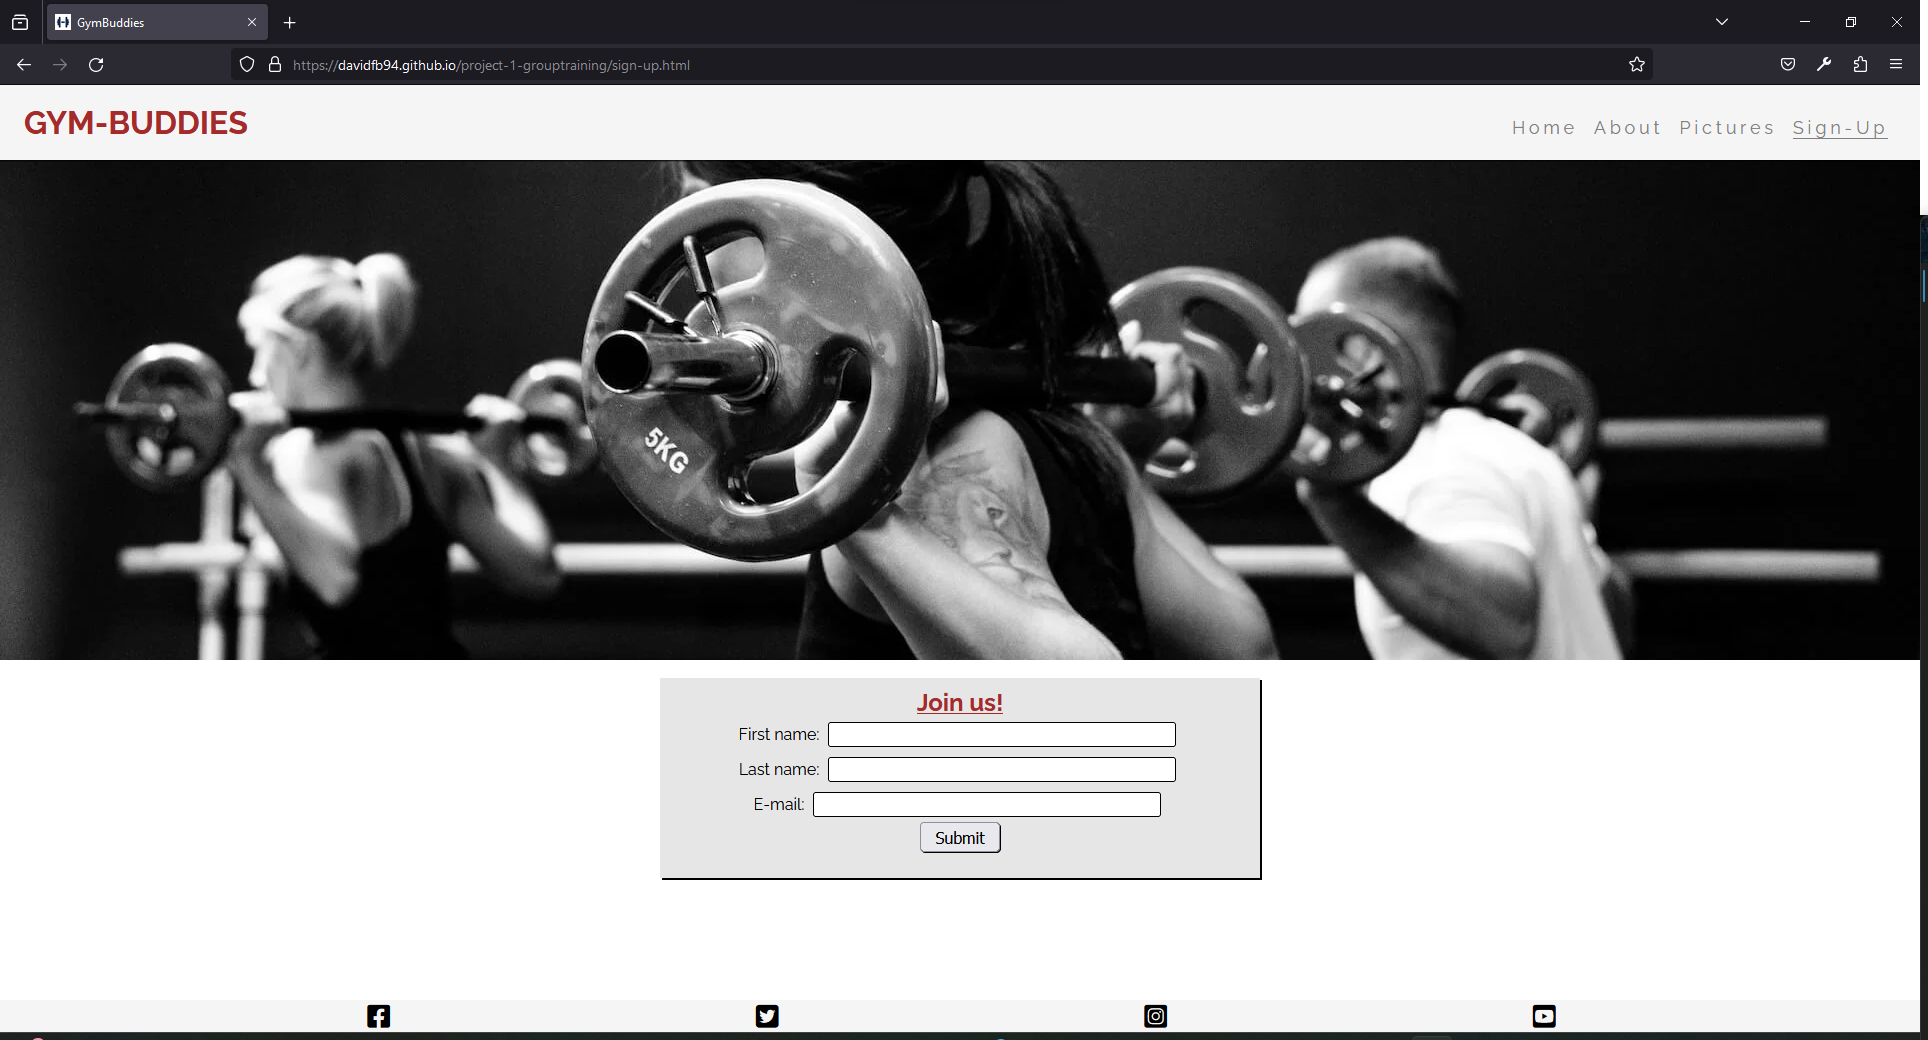 GymBuddies
https://davidfb94.github.io/project-1-grouptraining/sign-up.html
GYM-BUDDIES
Home About Pictures Sign-Up
5KG
Join us!
First name:
Last name:
E-mail:
Submit